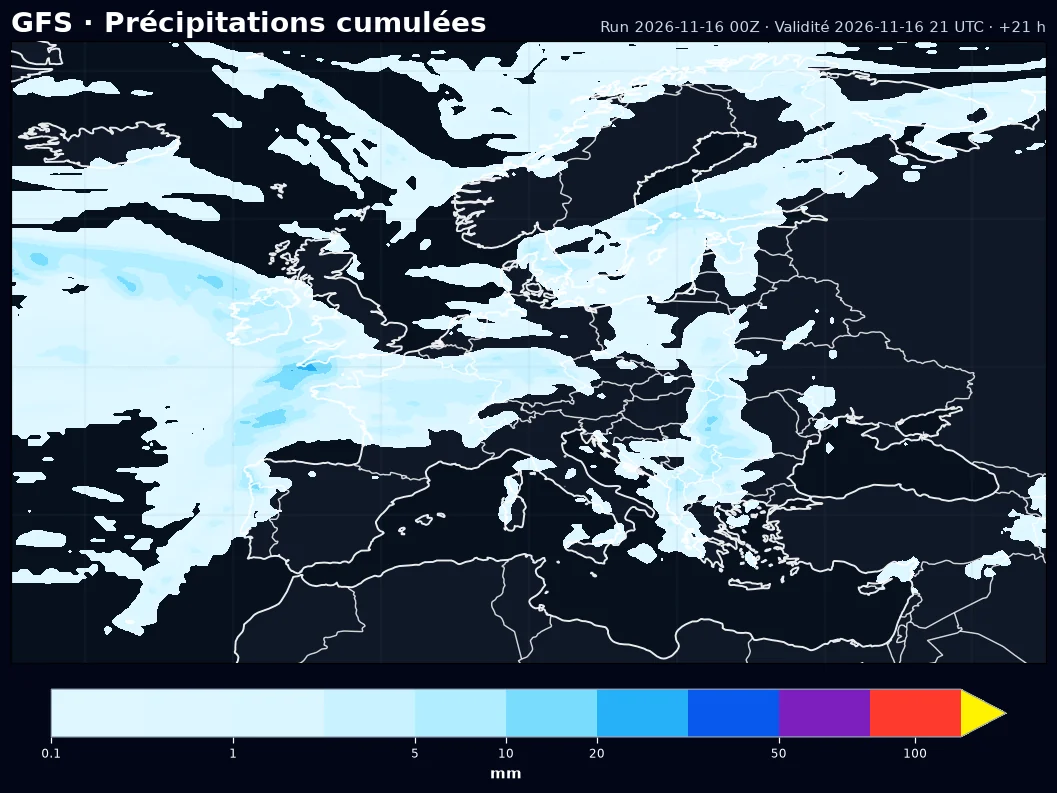 GFS · Précipitations cumulées
Run 2026-11-16 00Z · Validité 2026-11-16 21 UTC · +21 h
0.1 1 5 10 20 50 100
mm